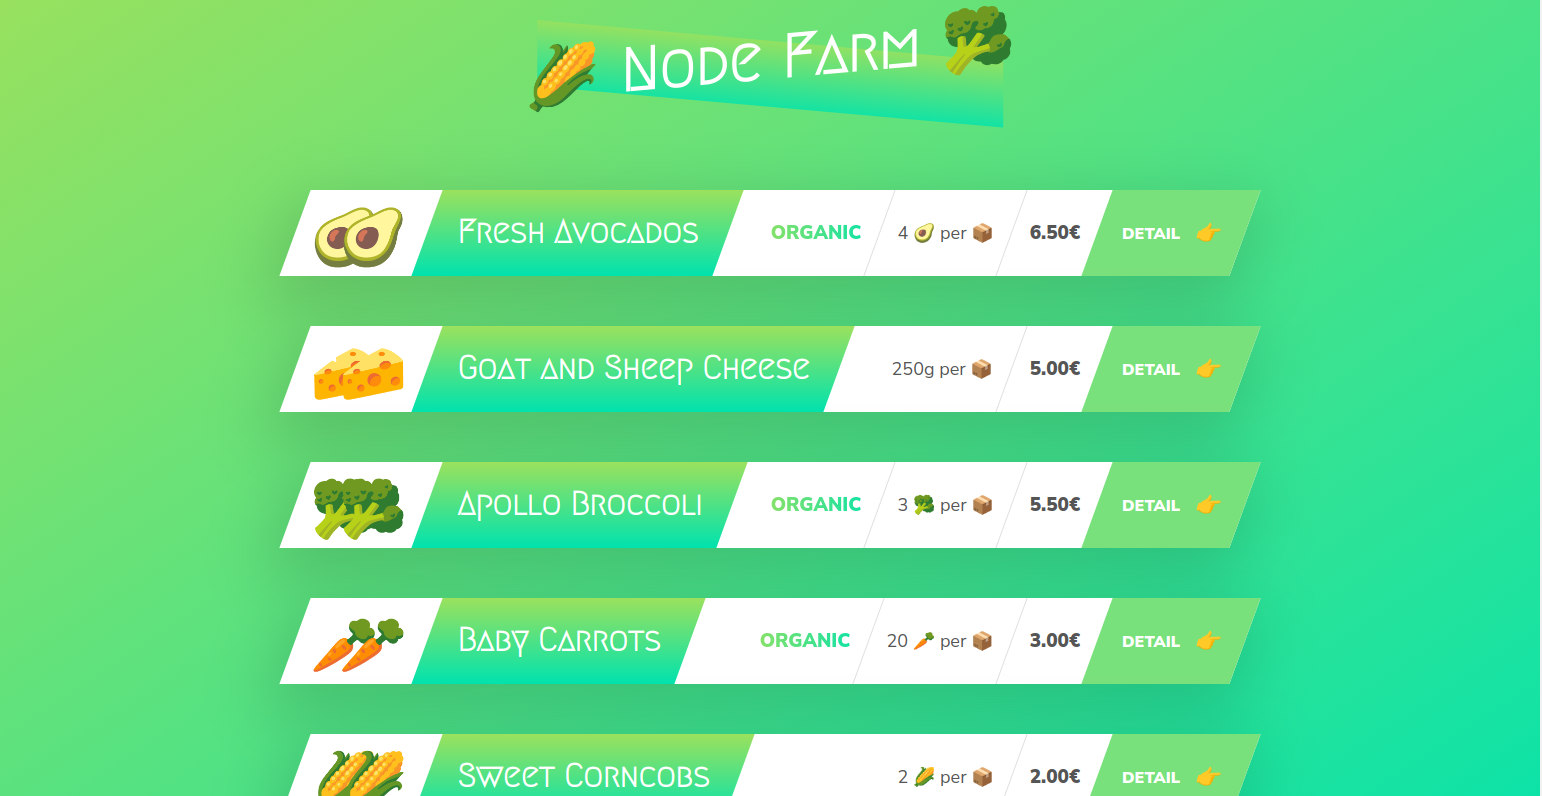 🌽 Node Farm 🥦
Fresh Avocados ORGANIC 4 🥑 per 📦 6.50€ DETAIL 👉
Goat and Sheep Cheese 250g per 📦 5.00€ DETAIL 👉
Apollo Broccoli ORGANIC 3 🥦 per 📦 5.50€ DETAIL 👉
Baby Carrots ORGANIC 20 🥕 per 📦 3.00€ DETAIL 👉
Sweet Corncobs 2 🌽 per 📦 2.00€ DETAIL 👉